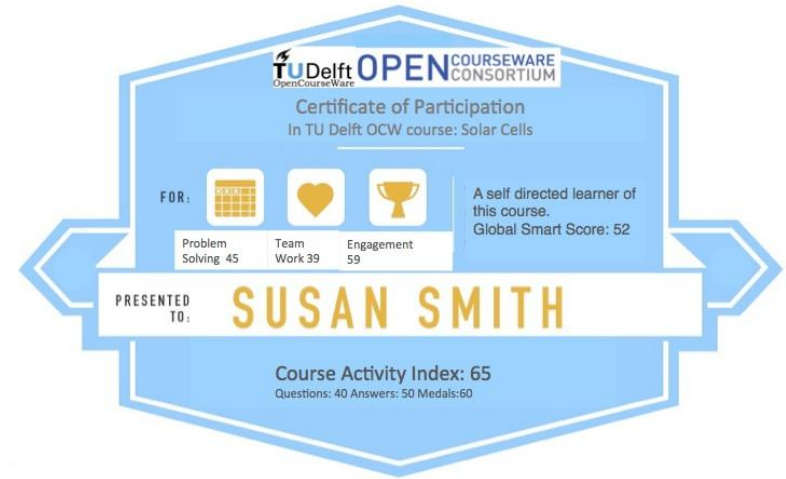 TUDelft OPEN COURSEWARE
OpenCourseWare CONSORTIUM
Certificate of Participation
In TU Delft OCW course: Solar Cells
FOR:
Problem
Solving 45
Team
Work 39
Engagement
59
A self directed learner of
this course.
Global Smart Score: 52
PRESENTED
TO:
SUSAN SMITH
Course Activity Index: 65
Questions: 40 Answers: 50 Medals:60